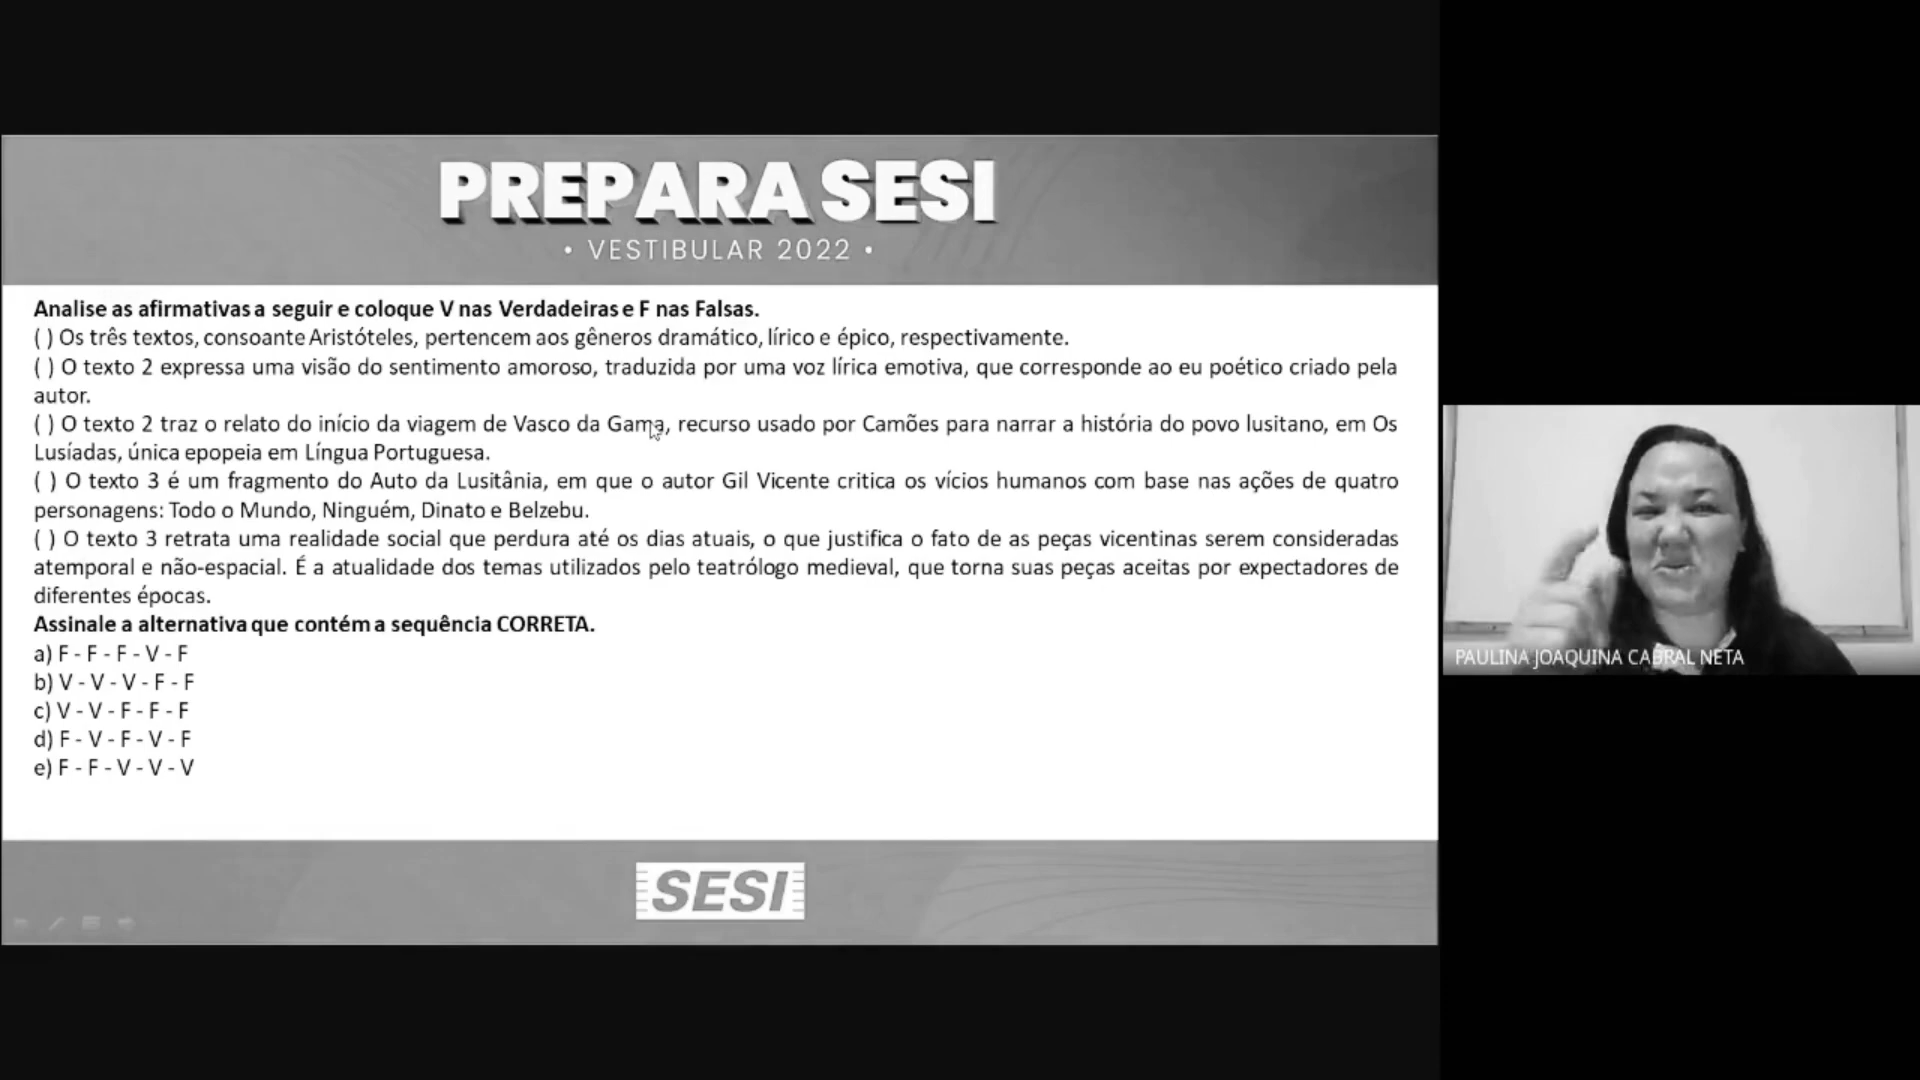 PREPARA SESI
• VESTIBULAR 2022 •
Analise as afirmativas a seguir e coloque V nas Verdadeiras e F nas Falsas.
( ) Os três textos, consoante Aristóteles, pertencem aos gêneros dramático, lírico e épico, respectivamente.
( ) O texto 2 expressa uma visão do sentimento amoroso, traduzida por uma voz lírica emotiva, que corresponde ao eu poético criado pela
autor.
( ) O texto 2 traz o relato do início da viagem de Vasco da Gama, recurso usado por Camões para narrar a história do povo lusitano, em Os
Lusíadas, única epopeia em Língua Portuguesa.
( ) O texto 3 é um fragmento do Auto da Lusitânia, em que o autor Gil Vicente critica os vícios humanos com base nas ações de quatro
personagens: Todo o Mundo, Ninguém, Dinato e Belzebu.
( ) O texto 3 retrata uma realidade social que perdura até os dias atuais, o que justifica o fato de as peças vicentinas serem consideradas
atemporal e não-espacial. É a atualidade dos temas utilizados pelo teatrólogo medieval, que torna suas peças aceitas por expectadores de
diferentes épocas.
Assinale a alternativa que contém a sequência CORRETA.
a) F - F - F - V - F
b) V - V - V - F - F
c) V - V - F - F - F
d) F - V - F - V - F
e) F - F - V - V - V
SESI
PAULINA JOAQUINA CABRAL NETA